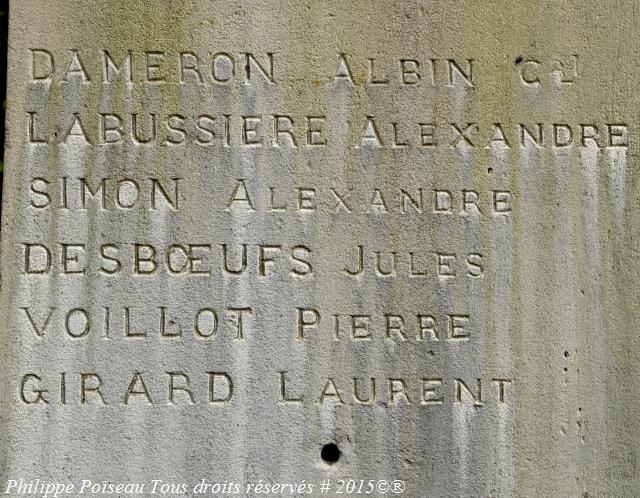 DAMERON ALBIN Cal
LABUSSIERE ALEXANDRE
SIMON ALEXANDRE
DESBŒUFS JULES
VOILLOT PIERRE
GIRARD LAURENT
Philippe Poiseau Tous droits réservés # 2015©®